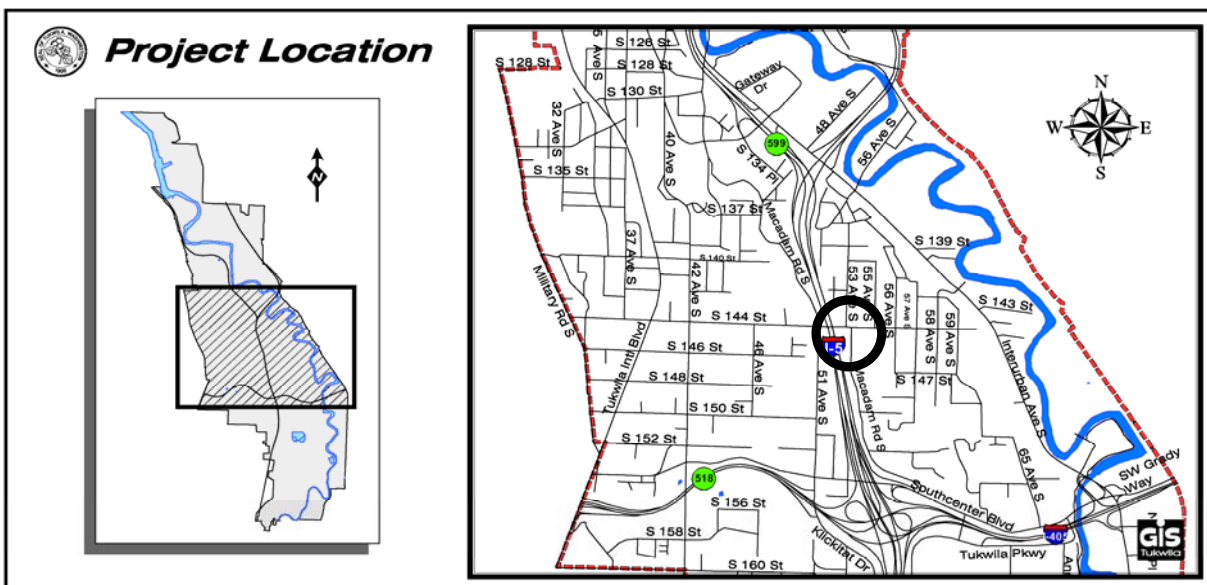 Project Location
SEAL OF TUKWILA, WASHINGTON
1908
N
N
W E
S
S 126 St
S 128 St
S 128 St
S 130 St
Gateway
Dr
32 Ave S
40 Ave S
48 Ave S
56 Ave S
599
S 134 Pl
S 135 St
S 137 St
Macadam Rd S
S 139 St
37 Ave S
S 140 St
42 Ave S
Military Rd S
53 Ave S
55 Ave S
56 Ave S
57 Ave S
58 Ave S
59 Ave S
S 143 St
S 144 St
I-5
S 146 St
46 Ave S
Tukwila Intl Blvd
S 147 St
S 148 St
51 Ave S
Macadam Rd S
Interurban Ave S
S 150 St
S 152 St
65 Ave S
SW Grady
Way
518
Southcenter Blvd
S 156 St
S 158 St
Klickitat Dr
Tukwila Pkwy
S 160 St
GIS
Tukwila